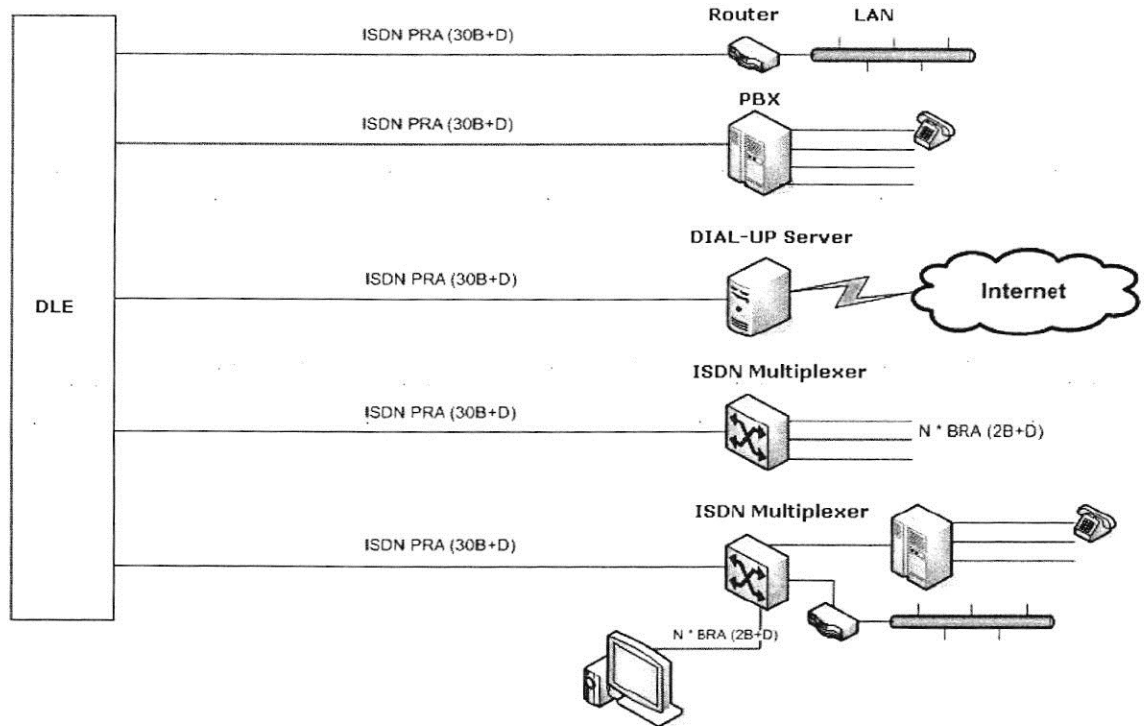 Router
LAN
ISDN PRA (30B+D)
PBX
ISDN PRA (30B+D)
DIAL-UP Server
ISDN PRA (30B+D)
Internet
DLE
ISDN Multiplexer
ISDN PRA (30B+D)
N * BRA (2B+D)
ISDN Multiplexer
ISDN PRA (30B+D)
N * BRA (2B+D)